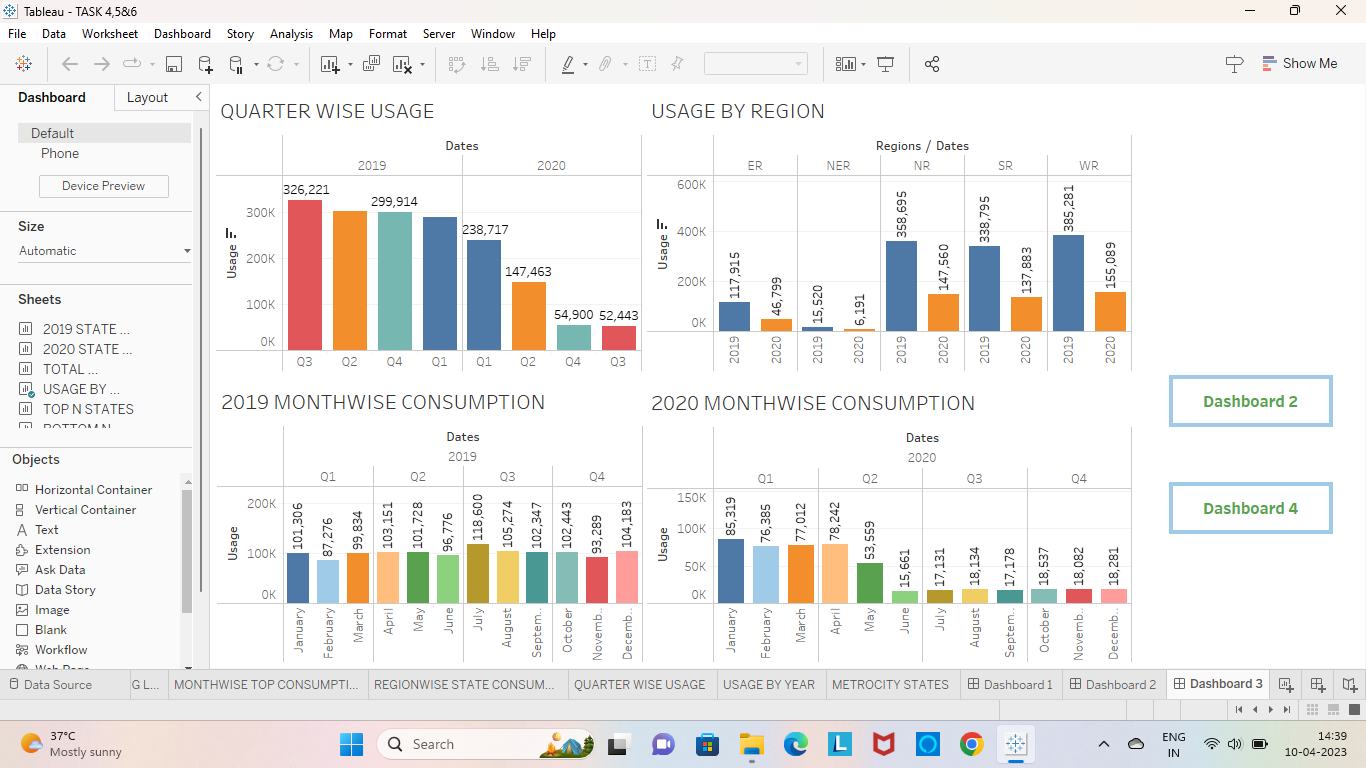 Tableau - TASK 4,5&6
File Data Worksheet Dashboard Story Analysis Map Format Server Window Help
Show Me
Dashboard Layout
Default
Phone
Device Preview
Size
Automatic
Sheets
2019 STATE ...
2020 STATE ...
TOTAL ...
USAGE BY ...
TOP N STATES
BOTTOM N
Objects
Horizontal Container
Vertical Container
Text
Extension
Ask Data
Data Story
Image
Blank
Workflow
Web Page
QUARTER WISE USAGE
Dates
2019 2020
Usage
300K
200K
100K
0K
326,221
299,914
238,717
147,463
54,900
52,443
Q3 Q2 Q4 Q1 Q1 Q2 Q4 Q3
USAGE BY REGION
Regions / Dates
ER NER NR SR WR
Usage
600K
400K
200K
0K
117,915
46,799
15,520
6,191
358,695
147,560
338,795
137,883
385,281
155,089
2019 2020 2019 2020 2019 2020 2019 2020 2019 2020
2019 MONTHWISE CONSUMPTION
Dates
2019
Q1 Q2 Q3 Q4
Usage
200K
100K
0K
101,306
87,276
99,834
103,151
101,728
96,776
118,600
105,274
102,347
102,443
93,289
104,183
January
February
March
April
May
June
July
August
Septem..
October
Novemb..
Decemb..
2020 MONTHWISE CONSUMPTION
Dates
2020
Q1 Q2 Q3 Q4
Usage
150K
100K
50K
0K
85,319
76,385
77,012
78,242
53,559
15,661
17,131
18,134
17,178
18,537
18,082
18,281
January
February
March
April
May
June
July
August
Septem..
October
Novemb..
Decemb..
Dashboard 2
Dashboard 4
Data Source G L... MONTHWISE TOP CONSUMPTI... REGIONWISE STATE CONSUM... QUARTER WISE USAGE USAGE BY YEAR METROCITY STATES Dashboard 1 Dashboard 2 Dashboard 3
37°C
Mostly sunny
Search
L
ENG
IN
14:39
10-04-2023